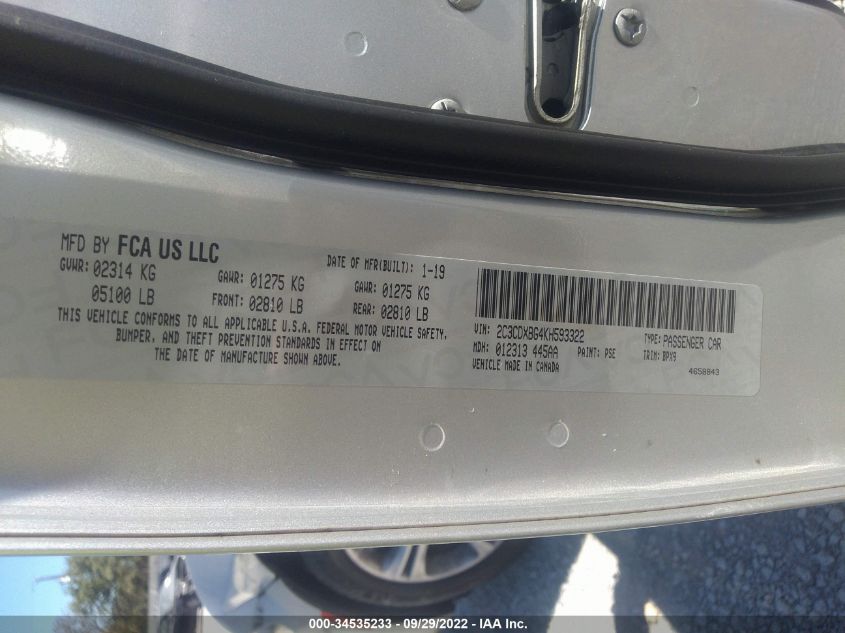 MFD BY FCA US LLC
DATE OF MFR(BUILT): 1-19
GVWR: 02314 KG
GAWR: 01275 KG
GAWR: 01275 KG
05100 LB
FRONT: 02810 LB
REAR: 02810 LB
THIS VEHICLE CONFORMS TO ALL APPLICABLE U.S.A. FEDERAL MOTOR VEHICLE SAFETY,
BUMPER, AND THEFT PREVENTION STANDARDS IN EFFECT ON
THE DATE OF MANUFACTURE SHOWN ABOVE.
VIN: 2C3CDXBG4KH593322
TYPE: PASSENGER CAR
MDH: 012313 445AA
PAINT: PSE
TRIM: DPX9
VEHICLE MADE IN CANADA
4658843
000-34535233 - 09/29/2022 - IAA Inc.